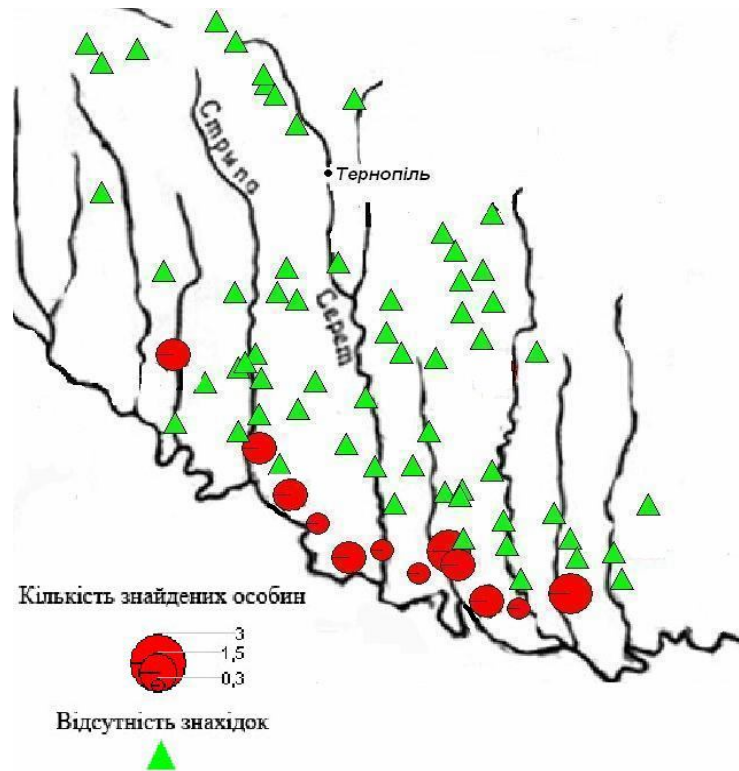 Стрипа
Тернопіль
Серет
Кількість знайдених особин
3
1,5
0,3
Відсутність знахідок